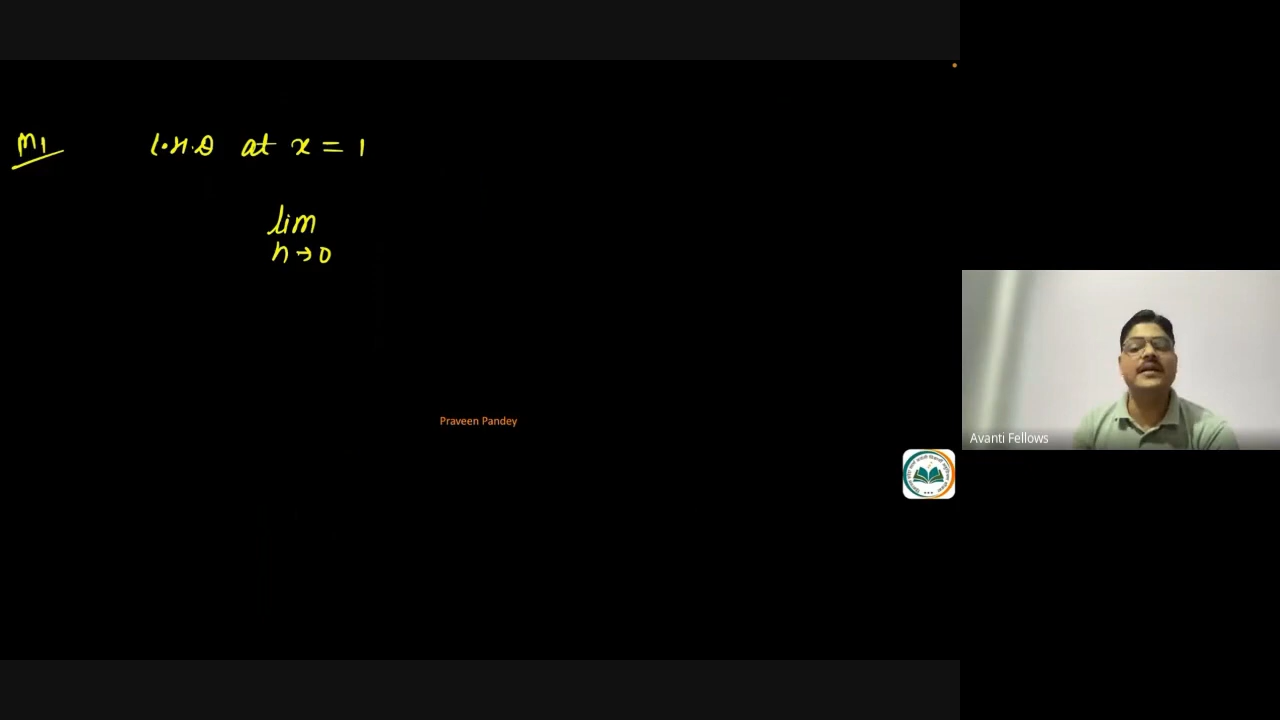 M1 L.H.D at x = 1
lim
h→0
Praveen Pandey
Avanti Fellows